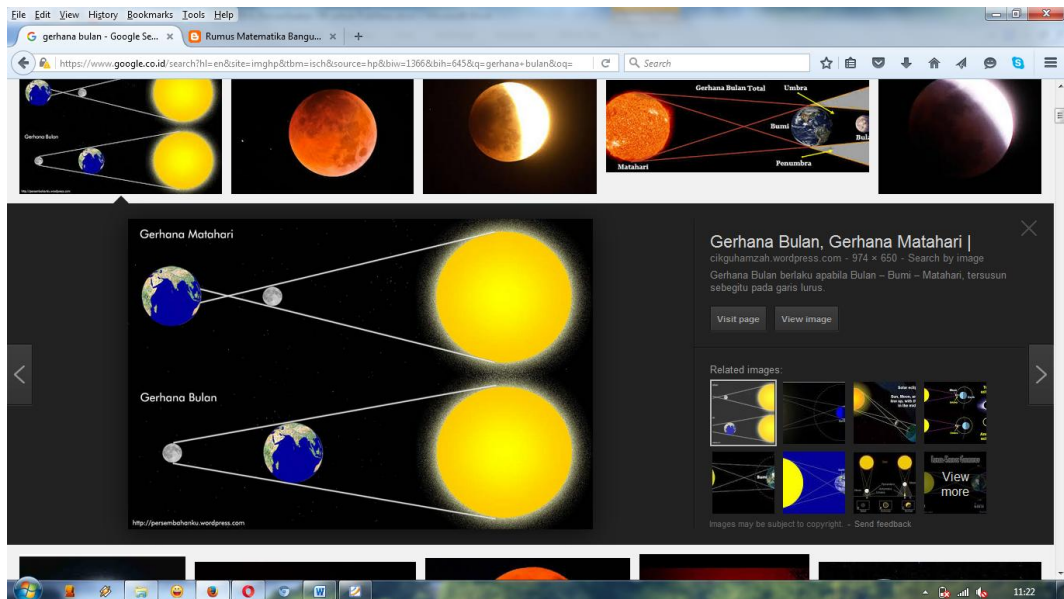 File Edit View History Bookmarks Tools Help
gerhana bulan - Google Se... × Rumus Matematika Bangu... × +
https://www.google.co.id/search?hl=en&site=imghp&tbm=isch&source=hp&biw=1366&bih=645&q=gerhana+bulan&oq= Search
Gerhana Bulan
http://persembahanku.wordpress.com
Gerhana Bulan Total
Umbra
Bumi
Bula
Matahari
Penumbra
Gerhana Matahari
Gerhana Bulan
http://persembahanku.wordpress.com
Gerhana Bulan, Gerhana Matahari |
cikguhamzah.wordpress.com - 974 × 650 - Search by image
Gerhana Bulan berlaku apabila Bulan – Bumi – Matahari, tersusun
sebegitu pada garis lurus.
Visit page View image
Related images:
View
more
Images may be subject to copyright. - Send feedback
11:22